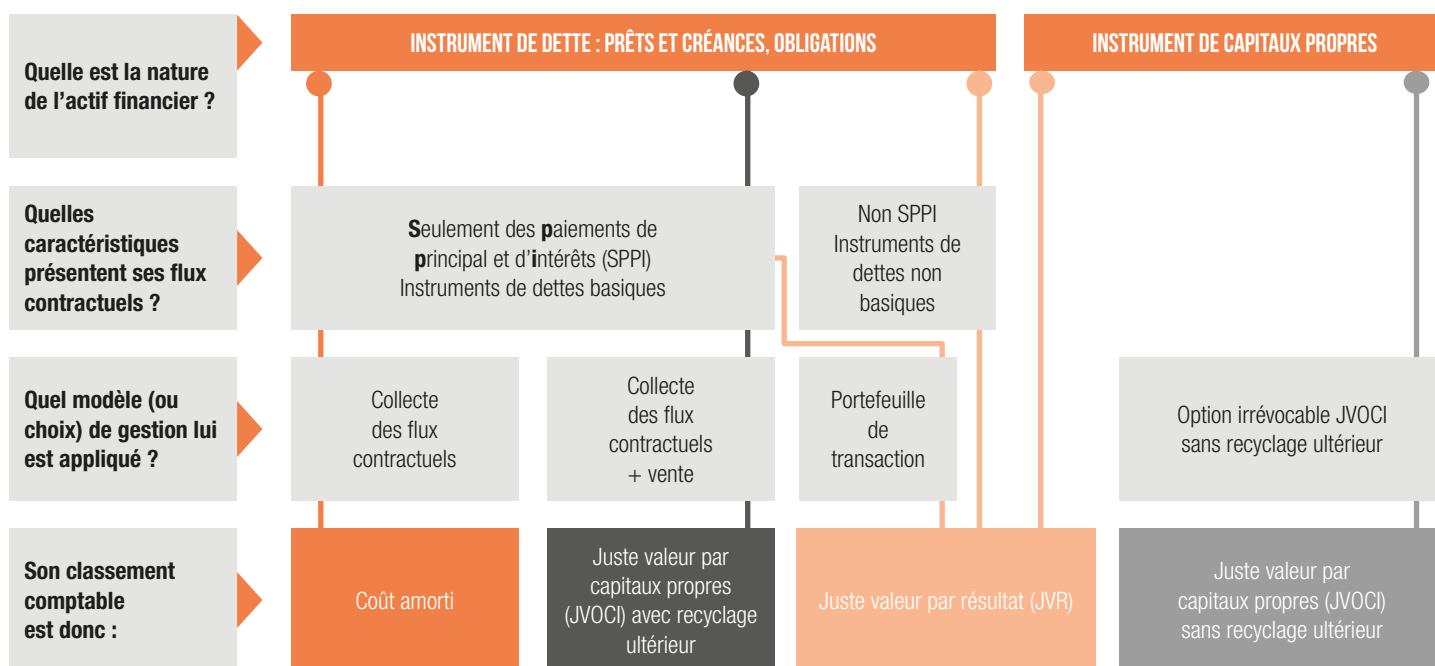 Quelle est la nature
de l’actif financier ?
INSTRUMENT DE DETTE : PRÊTS ET CRÉANCES, OBLIGATIONS
INSTRUMENT DE CAPITAUX PROPRES
Quelles
caractéristiques
présentent ses flux
contractuels ?
Seulement des paiements de
principal et d’intérêts (SPPI)
Instruments de dettes basiques
Non SPPI
Instruments de
dettes non
basiques
Quel modèle (ou
choix) de gestion lui
est appliqué ?
Collecte
des flux
contractuels
Collecte
des flux
contractuels
+ vente
Portefeuille
de
transaction
Option irrévocable JVOCI
sans recyclage ultérieur
Son classement
comptable
est donc :
Coût amorti
Juste valeur par
capitaux propres
(JVOCI) avec recyclage
ultérieur
Juste valeur par résultat (JVR)
Juste valeur par
capitaux propres (JVOCI)
sans recyclage ultérieur